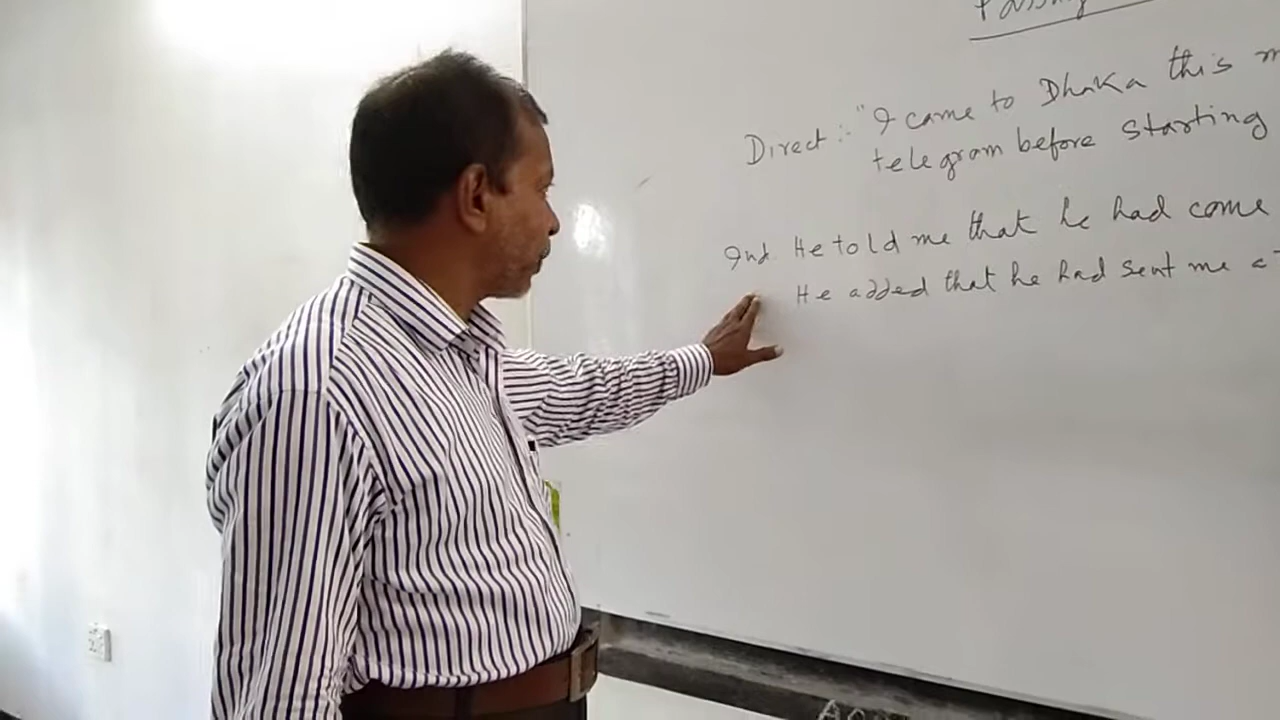 Passing
Direct :- "I came to Dhaka this m
telegram before starting
Ind. He told me that he had come
He added that he had sent me a